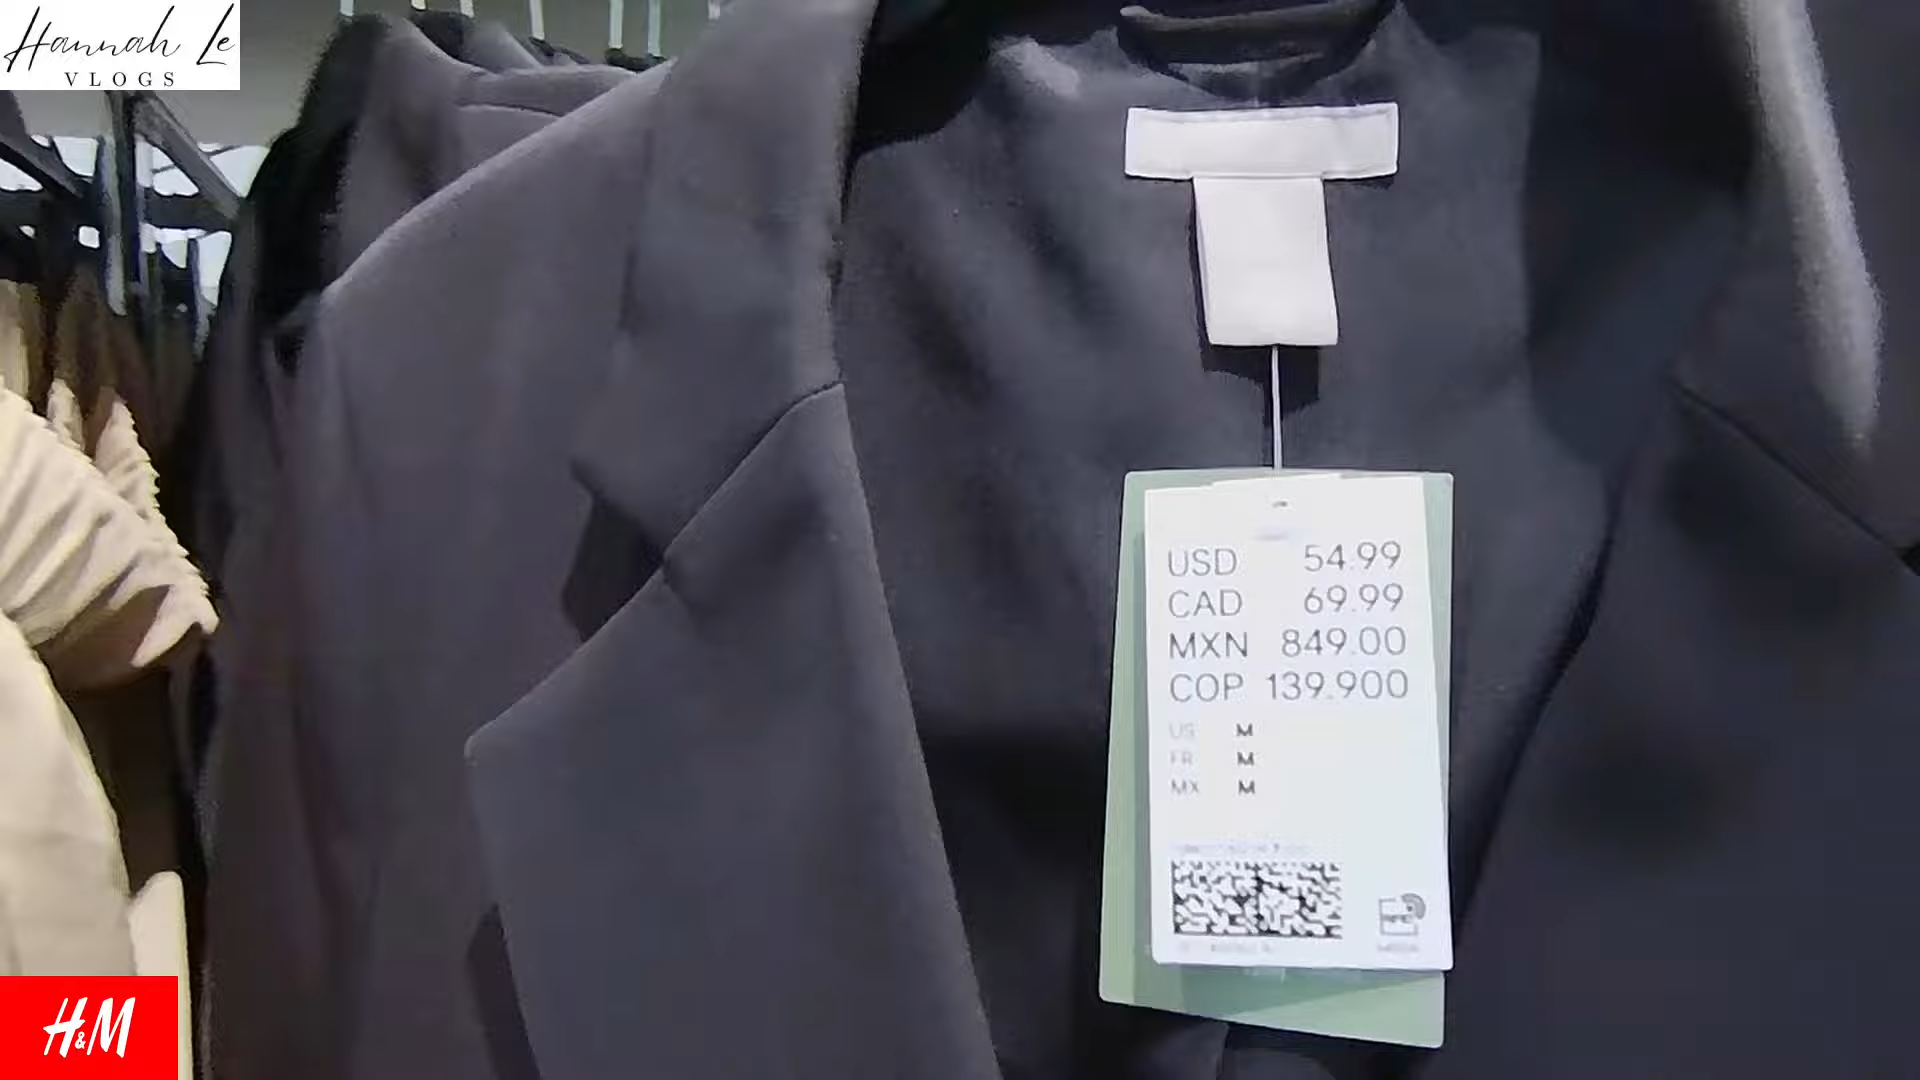 Hannah Le
VLOGS
USD 54.99
CAD 69.99
MXN 849.00
COP 139.900
US M
FR M
MX M
H&M